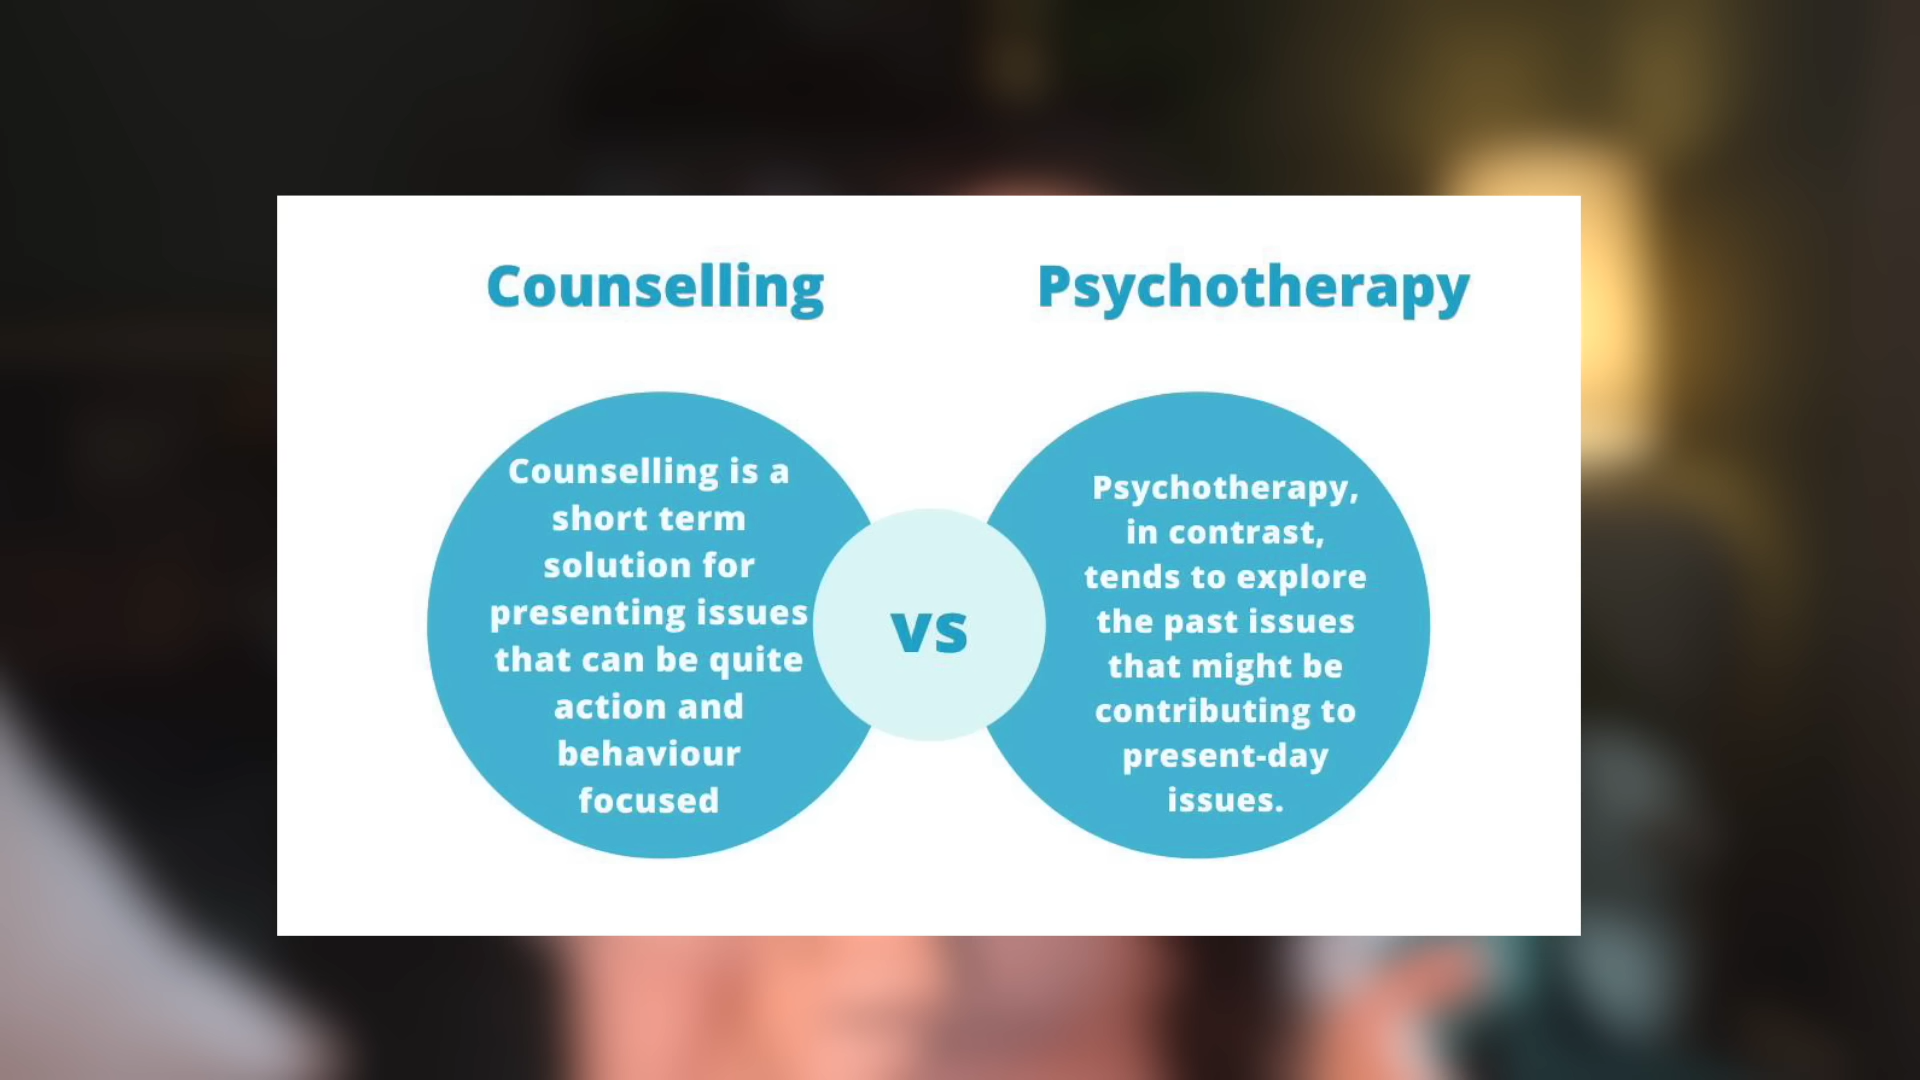 Counselling
Psychotherapy
Counselling is a
short term
solution for
presenting issues
that can be quite
action and
behaviour
focused
vs
Psychotherapy,
in contrast,
tends to explore
the past issues
that might be
contributing to
present-day
issues.